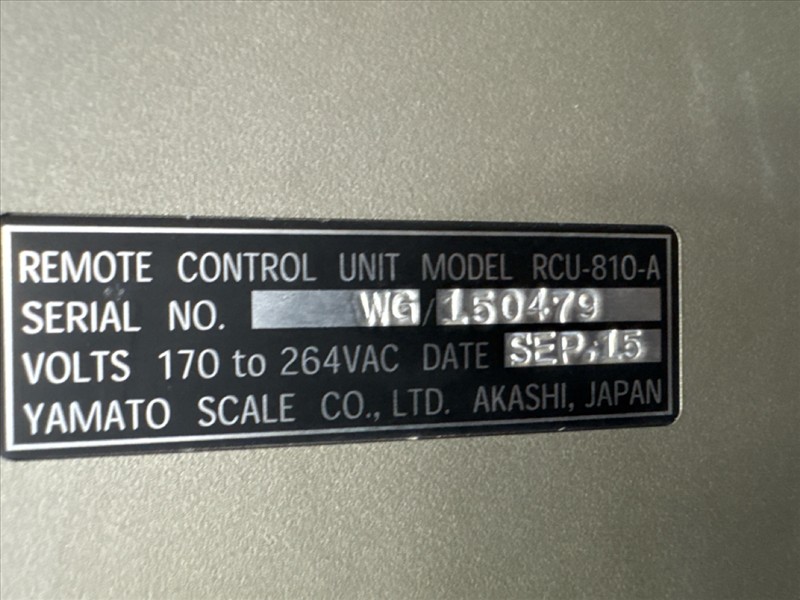 REMOTE CONTROL UNIT MODEL RCU-810-A
SERIAL NO. WG/150479
VOLTS 170 to 264VAC DATE SEP.15
YAMATO SCALE CO., LTD. AKASHI, JAPAN